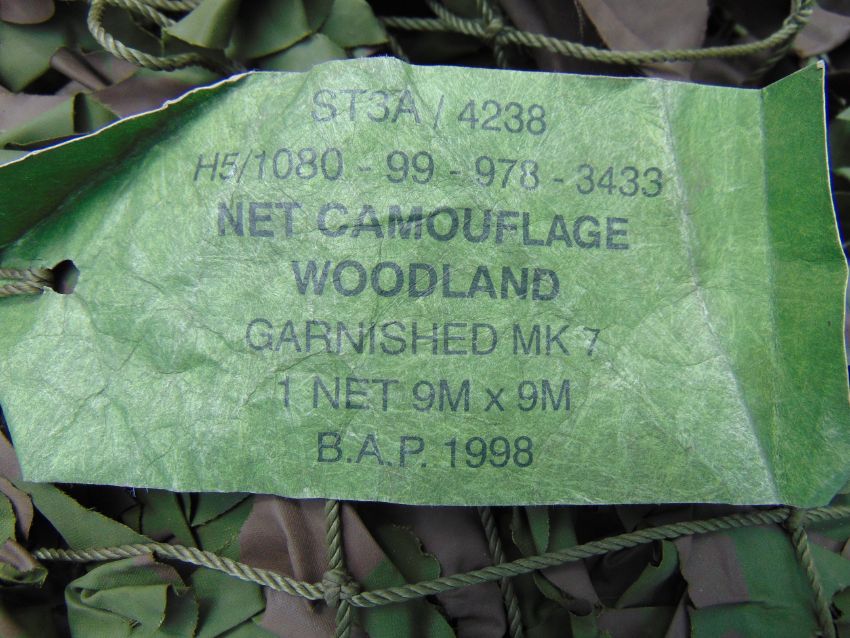 ST3A / 4238
H5/1080 - 99 - 978 - 3433
NET CAMOUFLAGE
WOODLAND
GARNISHED MK 7
1 NET 9M x 9M
B.A.P. 1998